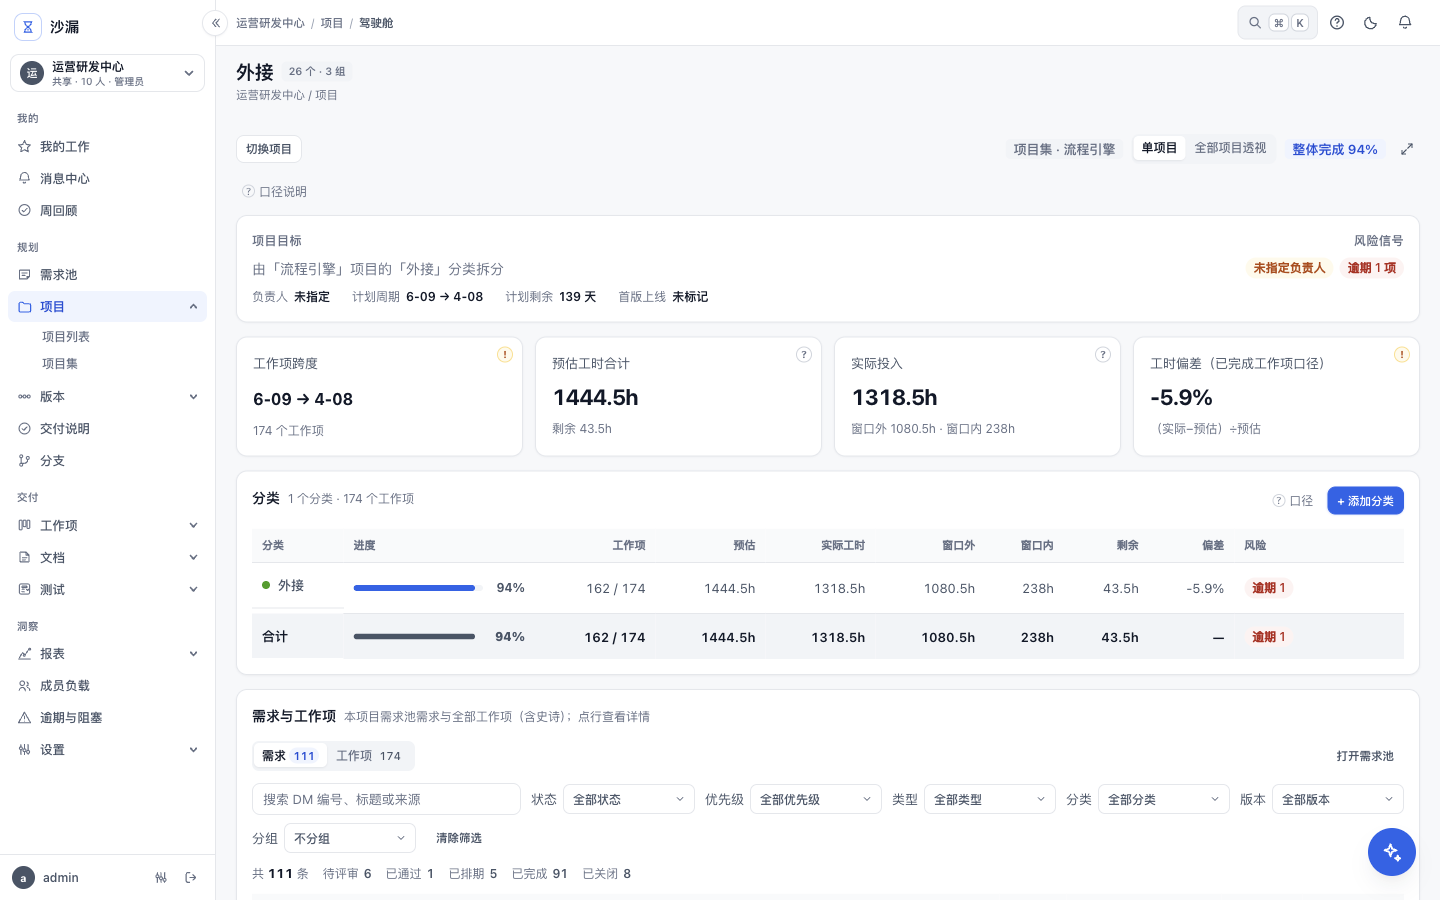 沙漏
运
运营研发中心
共享 · 10 人 · 管理员
我的
我的工作
消息中心
周回顾
规划
需求池
项目
项目列表
项目集
版本
交付说明
分支
交付
工作项
文档
测试
洞察
报表
成员负载
逾期与阻塞
设置
a admin
运营研发中心 / 项目 / 驾驶舱
⌘ K
外接 26 个 · 3 组
运营研发中心 / 项目
切换项目
项目集 · 流程引擎 单项目 全部项目透视 整体完成 94%
? 口径说明
项目目标 风险信号
由「流程引擎」项目的「外接」分类拆分 未指定负责人 逾期 1 项
负责人 未指定 计划周期 6-09 → 4-08 计划剩余 139 天 首版上线 未标记
工作项跨度 !
6-09 → 4-08
174 个工作项
预估工时合计 ?
1444.5h
剩余 43.5h
实际投入 ?
1318.5h
窗口外 1080.5h · 窗口内 238h
工时偏差（已完成工作项口径） !
-5.9%
（实际−预估）÷预估
分类 1 个分类 · 174 个工作项 ? 口径 + 添加分类
分类 进度 工作项 预估 实际工时 窗口外 窗口内 剩余 偏差 风险
外接 94% 162 / 174 1444.5h 1318.5h 1080.5h 238h 43.5h -5.9% 逾期 1
合计 94% 162 / 174 1444.5h 1318.5h 1080.5h 238h 43.5h — 逾期 1
需求与工作项 本项目需求池需求与全部工作项（含史诗）；点行查看详情
需求 111 工作项 174 打开需求池
搜索 DM 编号、标题或来源 状态 全部状态 优先级 全部优先级 类型 全部类型 分类 全部分类 版本 全部版本
分组 不分组 清除筛选
共 111 条 待评审 6 已通过 1 已排期 5 已完成 91 已关闭 8